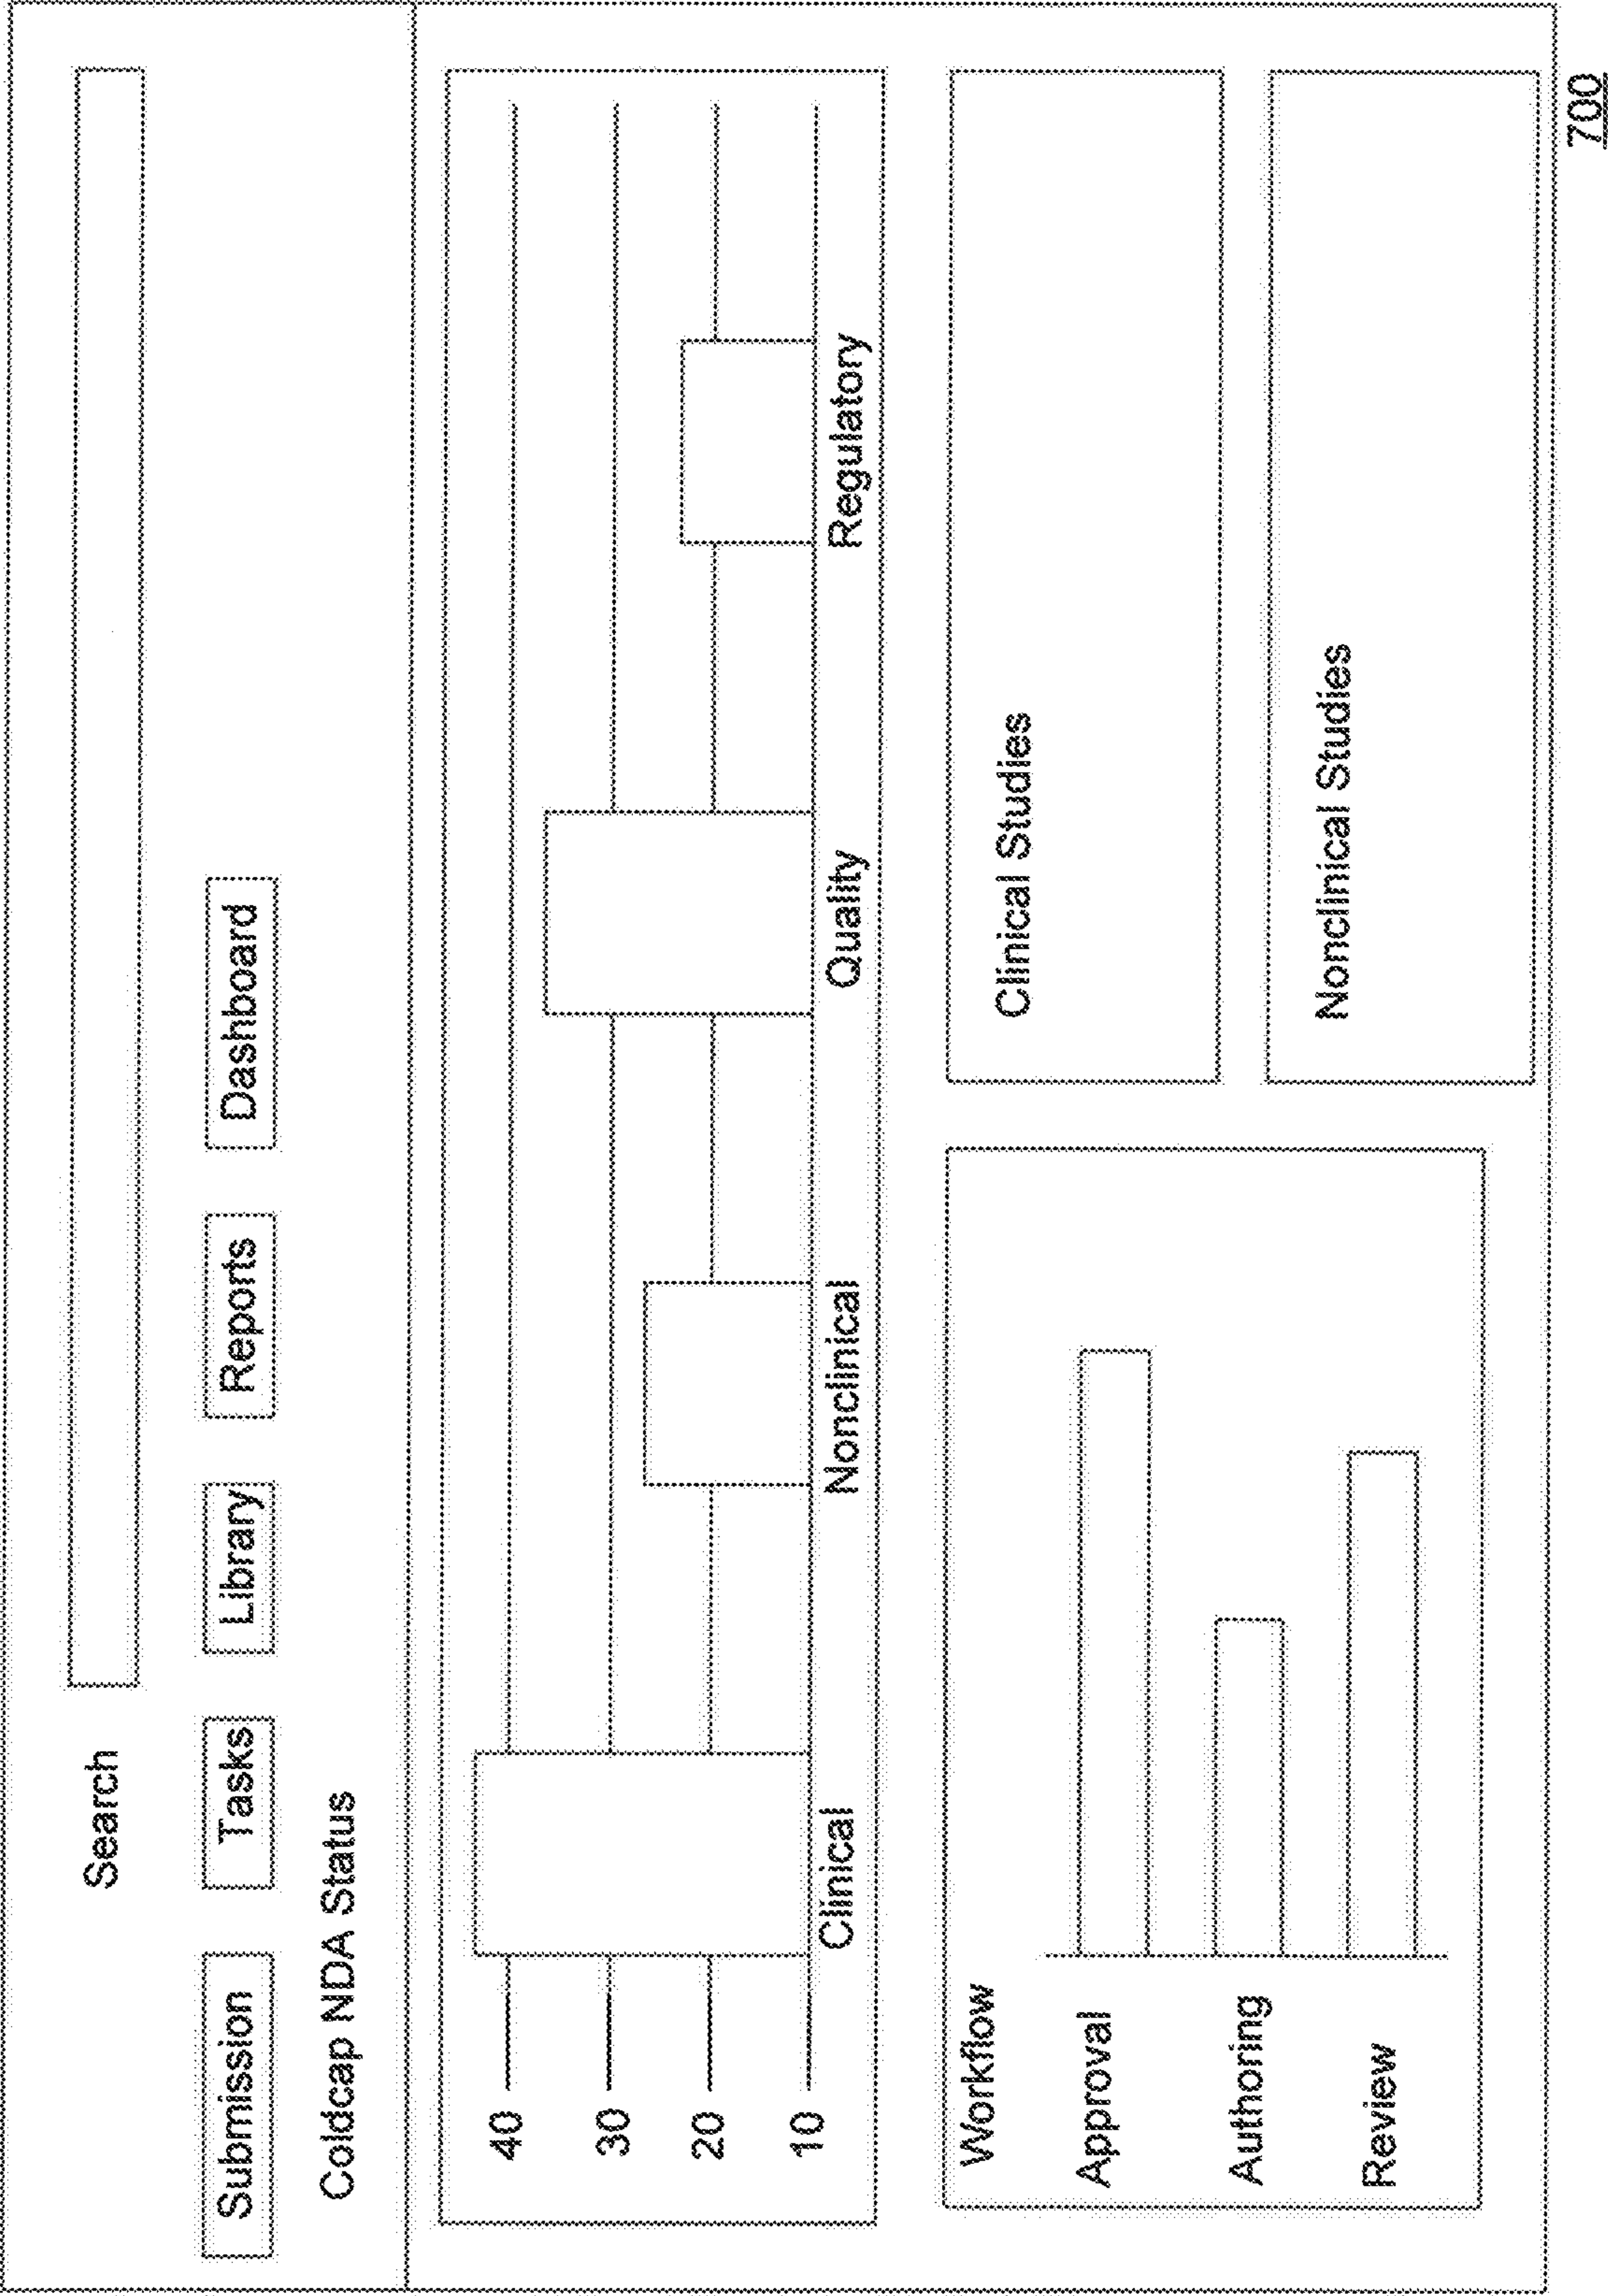 Search
Submission Tasks Library Reports Dashboard
Coldcap NDA Status
40
30
20
10
Clinical Nonclinical Quality Regulatory
Workflow
Approval
Authoring
Review
Clinical Studies
Nonclinical Studies
700